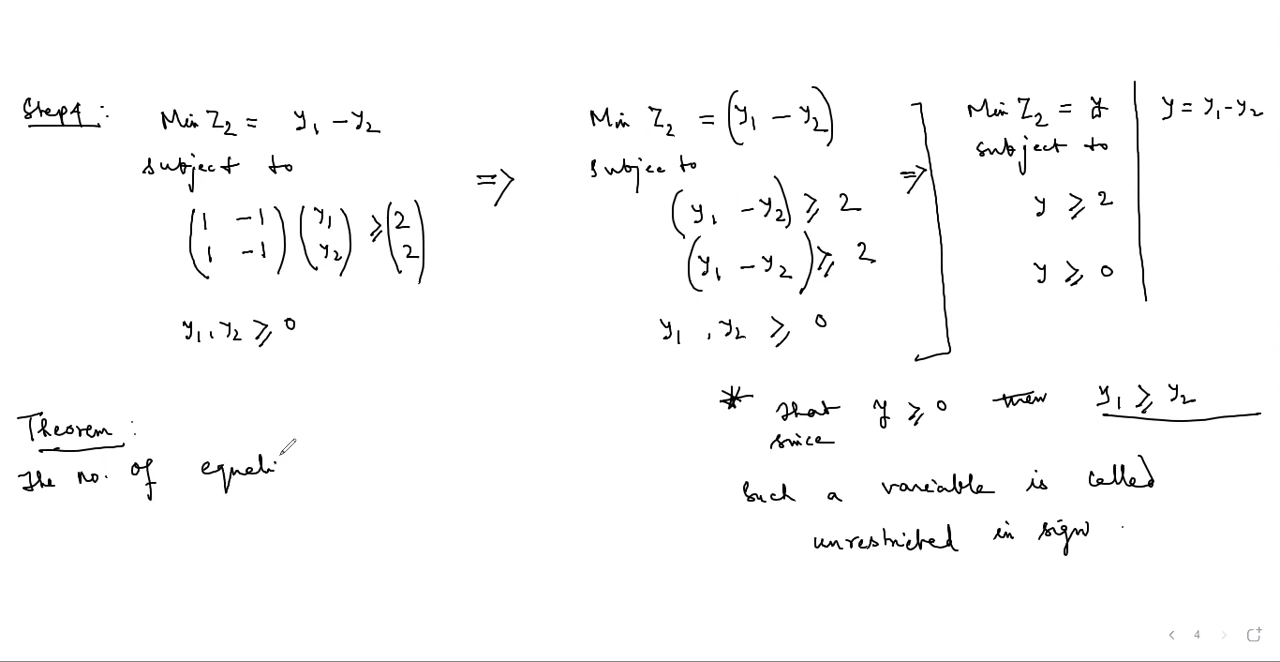 Step 4 :
Min Z₂ = y₁ - y₂
subject to
(1 -1) (y₁) ≥ (2)
(1 -1) (y₂) (2)
y₁, y₂ ≥ 0
⇒
Min Z₂ = (y₁ - y₂)
subjec to
(y₁ - y₂) ≥ 2
(y₁ - y₂) ≥ 2
y₁, y₂ ≥ 0
⇒
Min Z₂ = y
subject to
y ≥ 2
y ≥ 0
y = y₁ - y₂
* that y ≥ 0 then y₁ ≥ y₂
since
Such a variable is called
unrestricted in sign .
Theorem :
The no. of equali
4